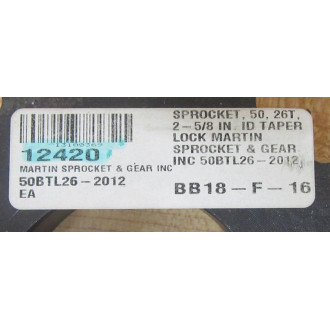 12420
MARTIN SPROCKET & GEAR INC
50BTL26-2012
EA
SPROCKET, 50, 26T,
2-5/8 IN. ID TAPER
LOCK MARTIN
SPROCKET & GEAR
INC 50BTL26-2012
BB18-F-16